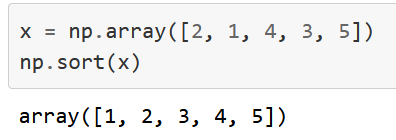 x = np.array([2, 1, 4, 3, 5])
np.sort(x)
array([1, 2, 3, 4, 5])